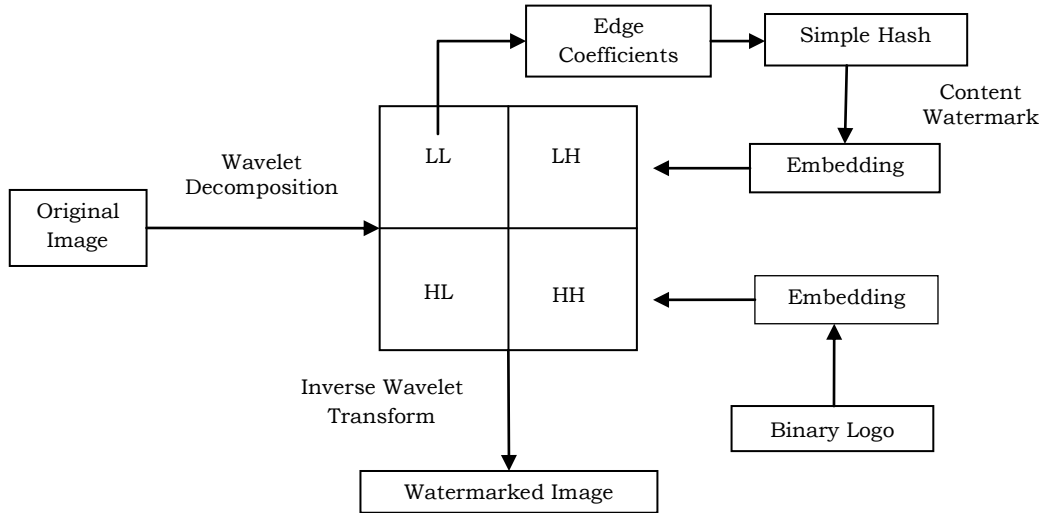 Edge
Coefficients
Simple Hash
Content
Watermark
LL
LH
Embedding
Wavelet
Decomposition
Original
Image
HL
HH
Embedding
Inverse Wavelet
Transform
Binary Logo
Watermarked Image